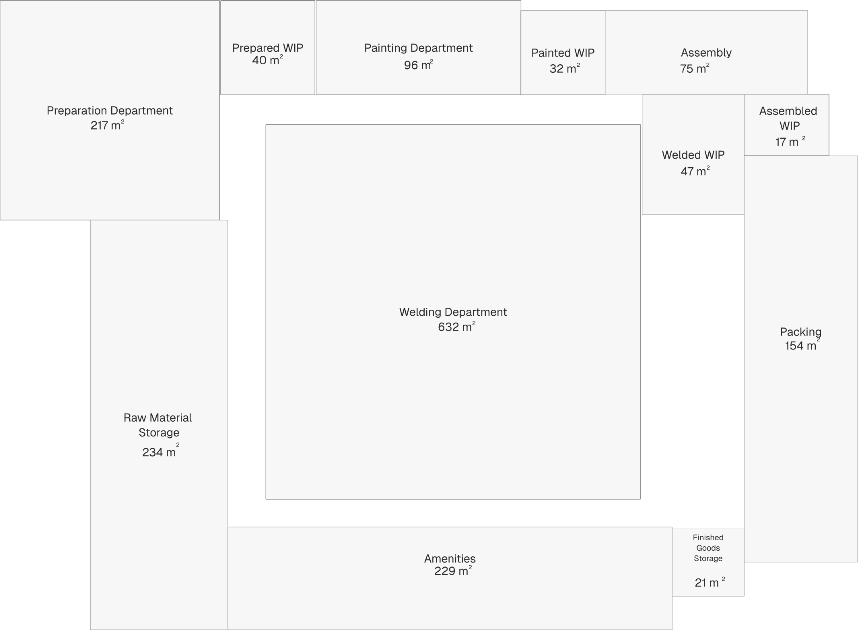 Preparation Department
217 m²
Prepared WIP
40 m²
Painting Department
96 m²
Painted WIP
32 m²
Assembly
75 m²
Assembled
WIP
17 m²
Welded WIP
47 m²
Welding Department
632 m²
Packing
154 m²
Raw Material
Storage
234 m²
Amenities
229 m²
Finished
Goods
Storage
21 m²